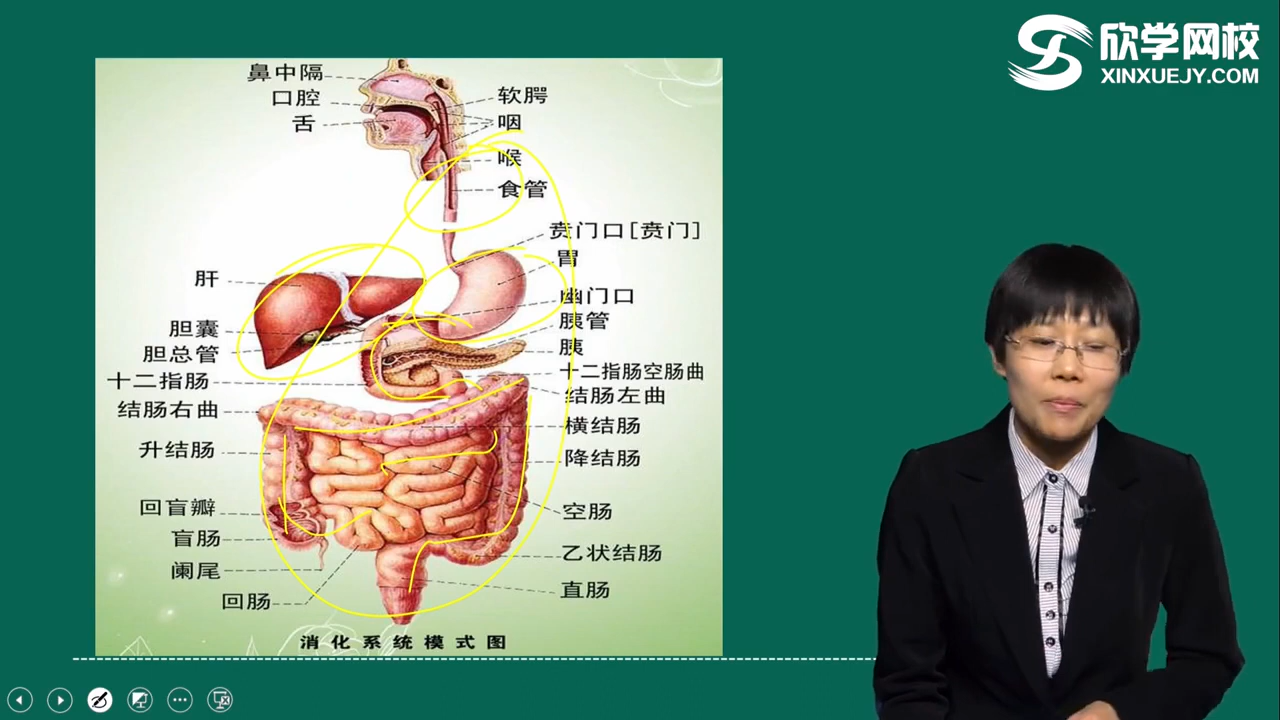 欣学网校
XINXUEJY.COM
鼻中隔
口腔
舌
软腭
咽
喉
食管
贲门口[贲门]
胃
幽门口
胰管
胰
十二指肠空肠曲
结肠左曲
横结肠
降结肠
空肠
乙状结肠
直肠
肝
胆囊
胆总管
十二指肠
结肠右曲
升结肠
回盲瓣
盲肠
阑尾
回肠
消化系统模式图